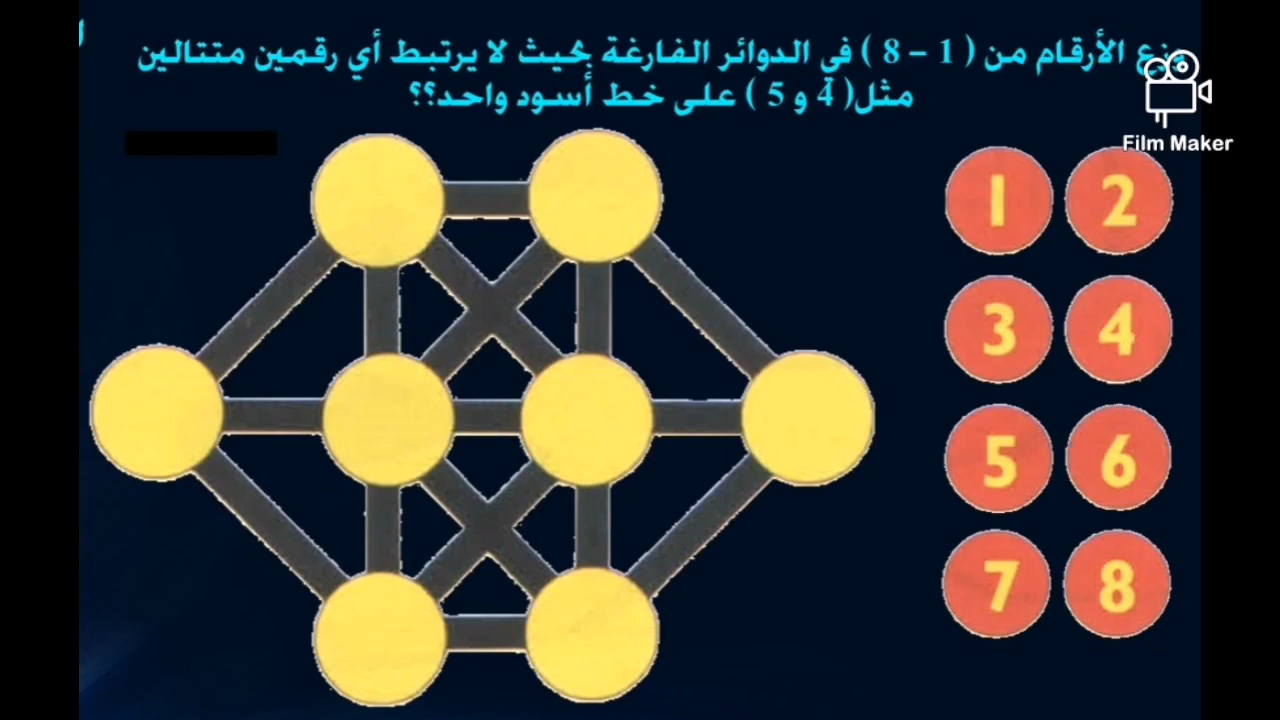 وزع الأرقام من ( 1 – 8 ) في الدوائر الفارغة بحيث لا يرتبط أي رقمين متتالين
مثل( 4 و 5 ) على خط أسود واحد؟؟
Film Maker
1 2
3 4
5 6
7 8